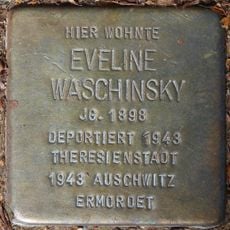 HIER WOHNTE
EVELINE
WASCHINSKY
JG. 1898
DEPORTIERT 1943
THERESIENSTADT
1943 AUSCHWITZ
ERMORDET